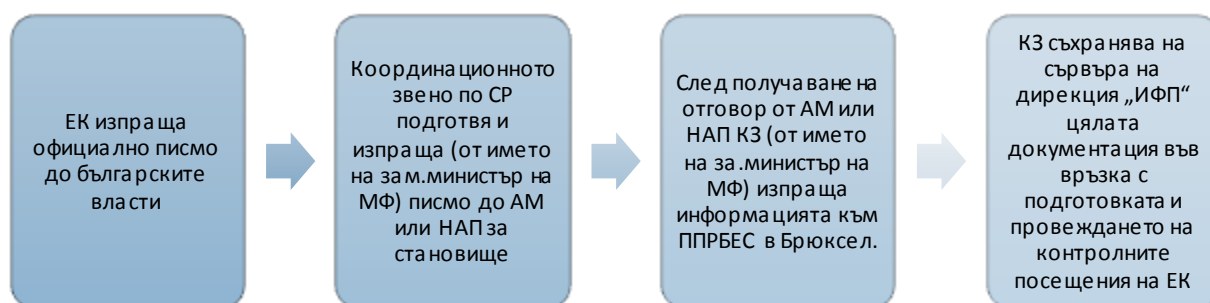 ЕК изпраща
официално писмо
до българските
власти
Координационното
звено по СР
подготвя и
изпраща (от името
на зам.министър на
МФ) писмо до АМ
или НАП за
становище
След получаване на
отговор от АМ или
НАП КЗ (от името
на за.министър на
МФ) изпраща
информацията към
ППРБЕС в Брюксел.
КЗ съхранява на
сървъра на
дирекция „ИФП“
цялата
документация във
връзка с
подготовката и
провеждането на
контролните
посещения на ЕК